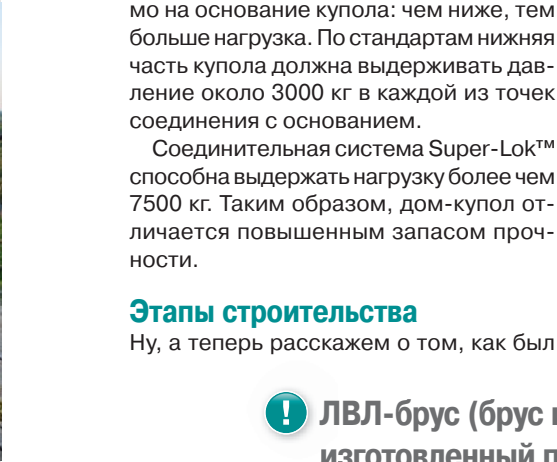 мо на основание купола: чем ниже, тем
больше нагрузка. По стандартам нижняя
часть купола должна выдерживать дав-
ление около 3000 кг в каждой из точек
соединения с основанием.
Соединительная система Super-Lok™
способна выдержать нагрузку более чем
7500 кг. Таким образом, дом-купол от-
личается повышенным запасом проч-
ности.
Этапы строительства
Ну, а теперь расскажем о том, как был
! ЛВЛ-брус (брус
изготовленный